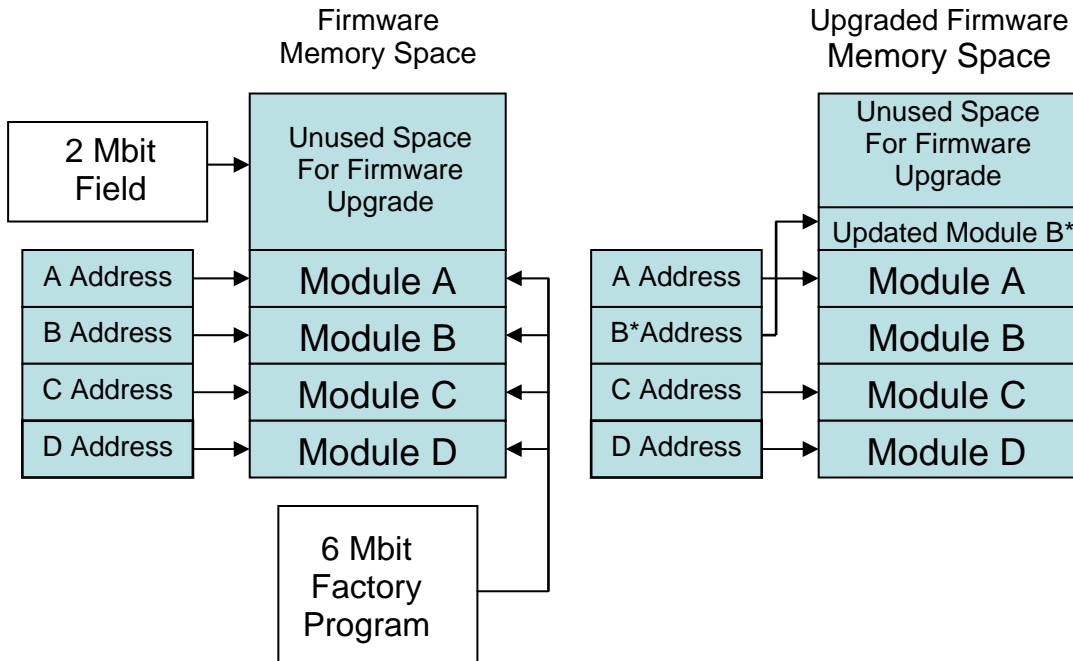 Firmware
Memory Space
2 Mbit
Field
Unused Space
For Firmware
Upgrade
A Address
Module A
B Address
Module B
C Address
Module C
D Address
Module D
6 Mbit
Factory
Program
Upgraded Firmware
Memory Space
Unused Space
For Firmware
Upgrade
Updated Module B*
A Address
Module A
B*Address
Module B
C Address
Module C
D Address
Module D